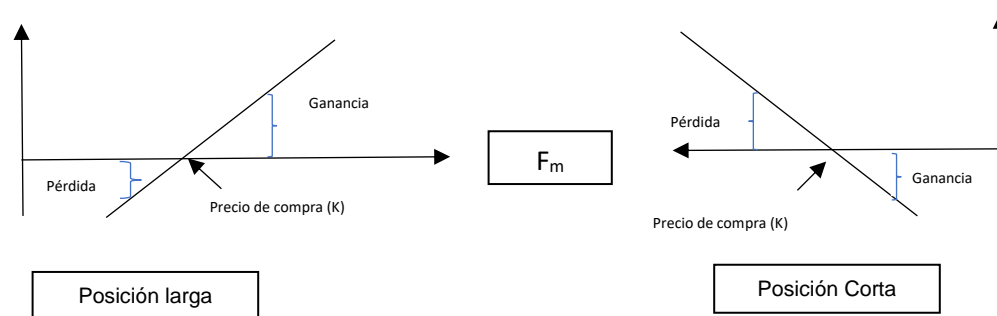 Ganancia
Pérdida
Precio de compra (K)
Posición larga
Fₘ
Pérdida
Ganancia
Precio de compra (K)
Posición Corta